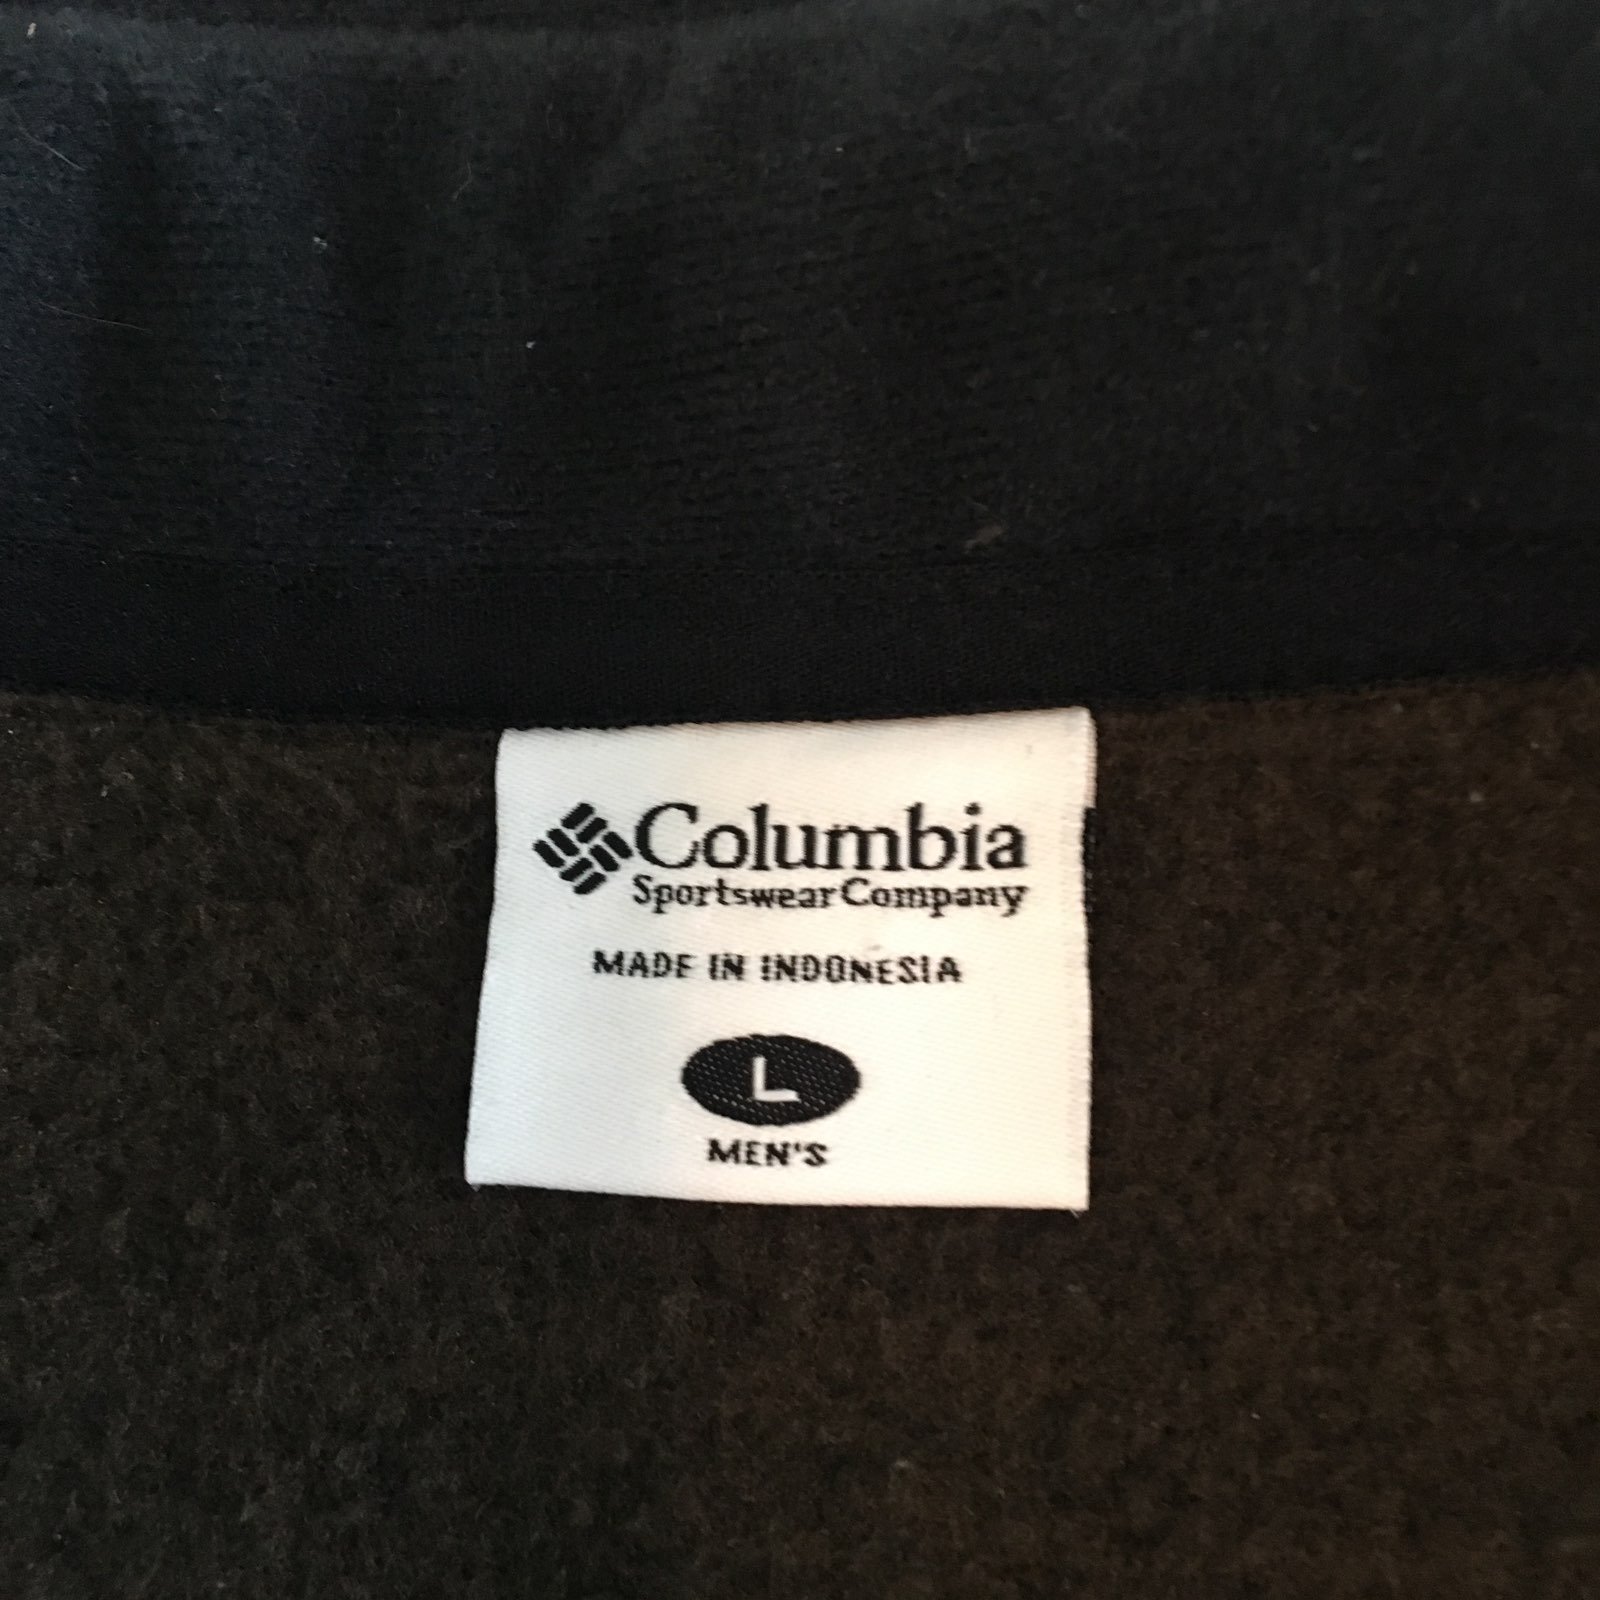 Columbia
Sportswear Company
MADE IN INDONESIA
L
MEN'S